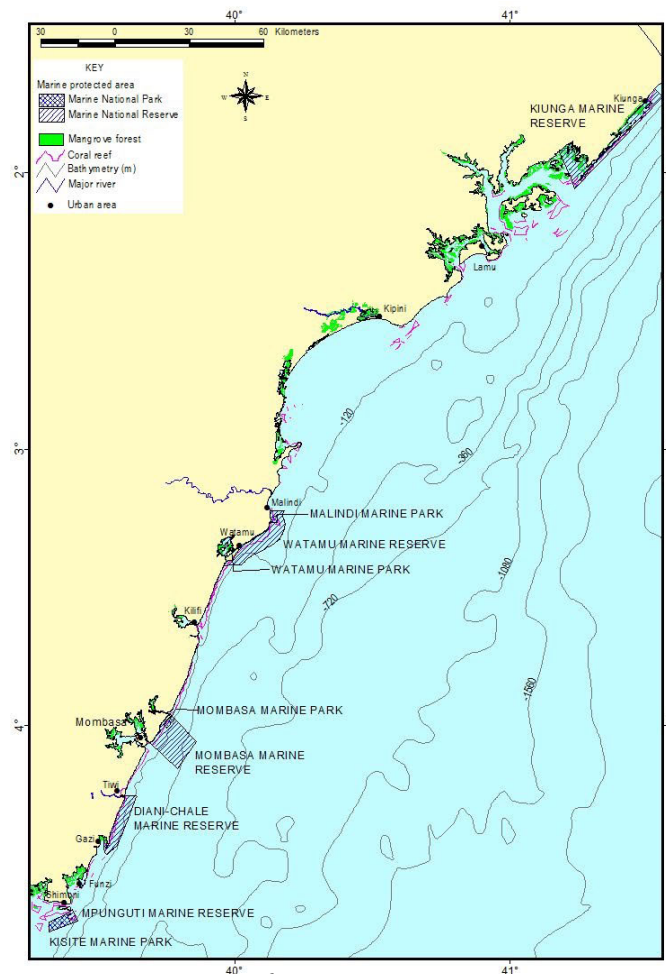 40°
41°
30 0 30 60 Kilometers
KEY
Marine protected area
Marine National Park
Marine National Reserve
Mangrove forest
Coral reef
Bathymetry (m)
Major river
Urban area
N
W E
S
Kiunga
KIUNGA MARINE
RESERVE
2°
Lamu
Kipini
-120
3°
-360
Malindi
MALINDI MARINE PARK
Watamu
WATAMU MARINE RESERVE
WATAMU MARINE PARK
-1080
-720
Kilifi
-1560
MOMBASA MARINE PARK
4°
Mombasa
MOMBASA MARINE
RESERVE
Tiwi
DIANI-CHALE
MARINE RESERVE
Gazi
Funzi
Shimoni
MPUNGUTI MARINE RESERVE
KISITE MARINE PARK
40°
41°